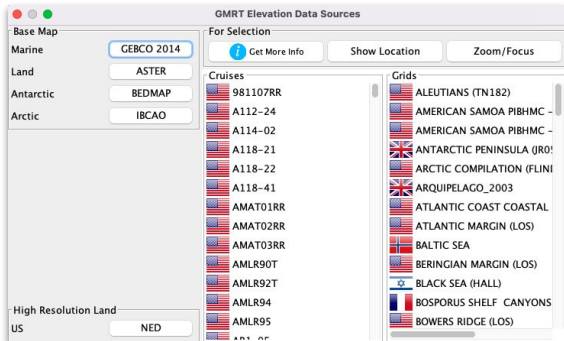 GMRT Elevation Data Sources
Base Map
Marine GEBCO 2014
Land ASTER
Antarctic BEDMAP
Arctic IBCAO
High Resolution Land
US NED
For Selection
i Get More Info Show Location Zoom/Focus
Cruises
981107RR
A112-24
A114-02
A118-21
A118-22
A118-41
AMAT01RR
AMAT02RR
AMAT03RR
AMLR90T
AMLR92T
AMLR94
AMLR95
Grids
ALEUTIANS (TN182)
AMERICAN SAMOA PIBHMC -
AMERICAN SAMOA PIBHMC -
ANTARCTIC PENINSULA (JR0
ARCTIC COMPILATION (FLIN
ARQUIPELAGO_2003
ATLANTIC COAST COASTAL
ATLANTIC MARGIN (LOS)
BALTIC SEA
BERINGIAN MARGIN (LOS)
BLACK SEA (HALL)
BOSPORUS SHELF CANYONS
BOWERS RIDGE (LOS)